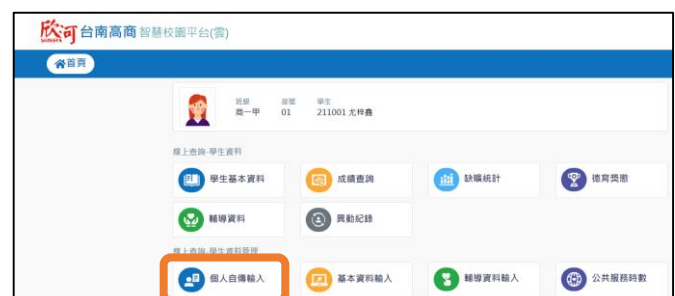 欣河 台南高商 智慧校園平台(雲)
首頁
班級 座號 學生
商一甲 01 211001 尤梓鑫
線上查詢-學生資料
學生基本資料 成績查詢 缺曠統計 德育獎懲
輔導資料 異動紀錄
線上查詢-學生資料管理
個人自傳輸入 基本資料輸入 輔導資料輸入 公共服務時數